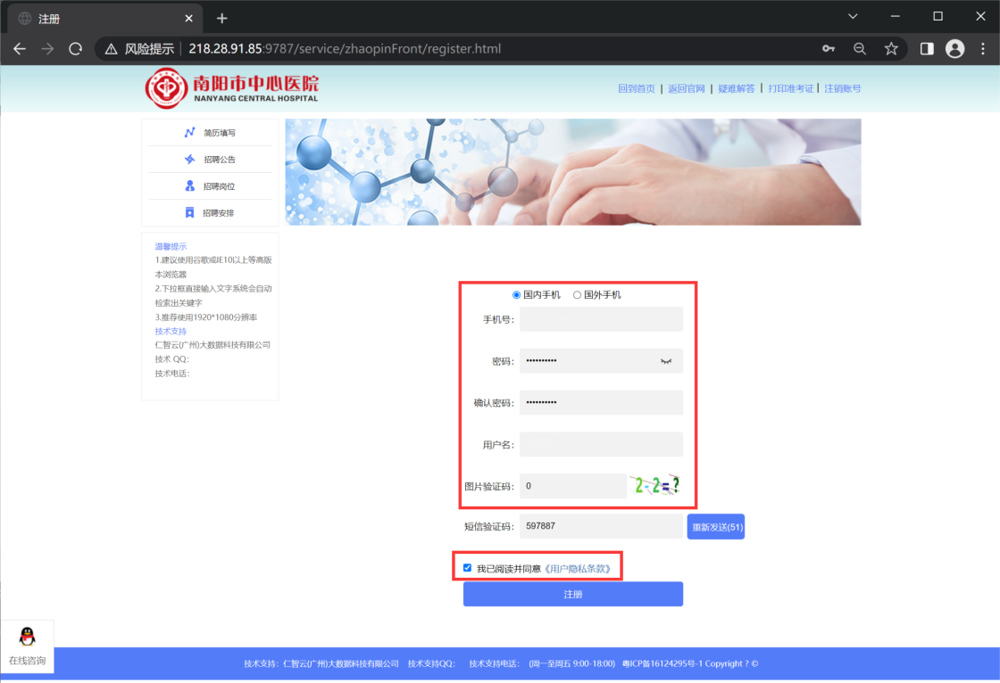 注册
风险提示 218.28.91.85:9787/service/zhaopinFront/register.html
南阳市中心医院
NANYANG CENTRAL HOSPITAL
回到首页 | 返回官网 | 疑难解答 | 打印准考证 | 注销账号
简历填写
招聘公告
招聘岗位
招聘安排
温馨提示
1.建议使用谷歌或IE10以上等高版
本浏览器
2.下拉框直接输入文字系统会自动
检索出关键字
3.推荐使用1920*1080分辨率
技术支持
仁智云(广州)大数据科技有限公司
技术 QQ：
技术电话：
国内手机 国外手机
手机号：
密码： ••••••••••
确认密码： ••••••••••
用户名：
图片验证码： 0 2-2=?
短信验证码： 597887 重新发送(51)
我已阅读并同意《用户隐私条款》
注册
在线咨询
技术支持：仁智云(广州)大数据科技有限公司 技术支持QQ： 技术支持电话： (周一至周五 9:00-18:00) 粤ICP备16124295号-1 Copyright ? ©